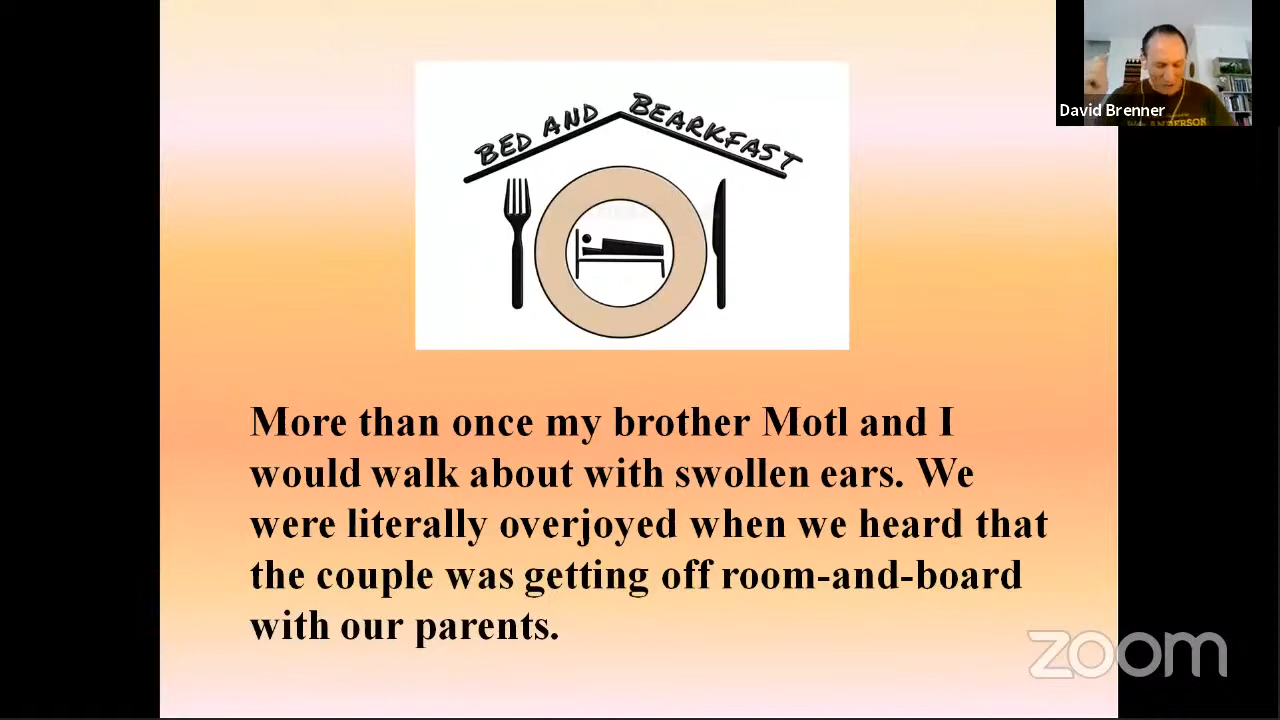 BED AND BEARKFAST
David Brenner
ANDERSON
More than once my brother Motl and I
would walk about with swollen ears. We
were literally overjoyed when we heard that
the couple was getting off room-and-board
with our parents.
zoom